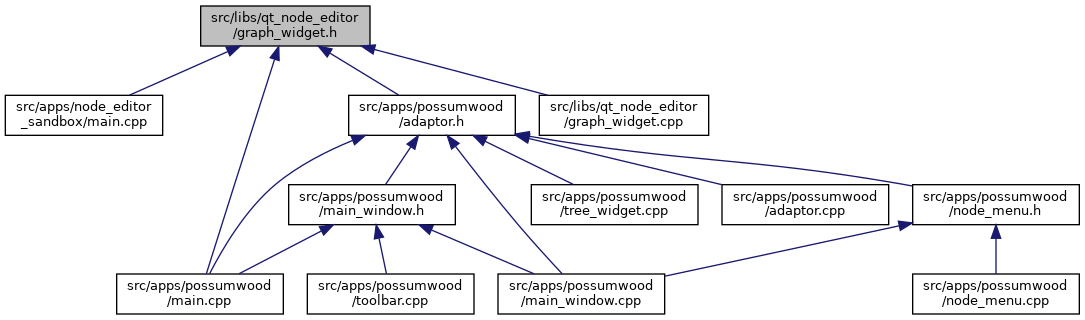 src/libs/qt_node_editor
/graph_widget.h
src/apps/node_editor
_sandbox/main.cpp
src/apps/possumwood
/adaptor.h
src/libs/qt_node_editor
/graph_widget.cpp
src/apps/possumwood
/main_window.h
src/apps/possumwood
/tree_widget.cpp
src/apps/possumwood
/adaptor.cpp
src/apps/possumwood
/node_menu.h
src/apps/possumwood
/main.cpp
src/apps/possumwood
/toolbar.cpp
src/apps/possumwood
/main_window.cpp
src/apps/possumwood
/node_menu.cpp